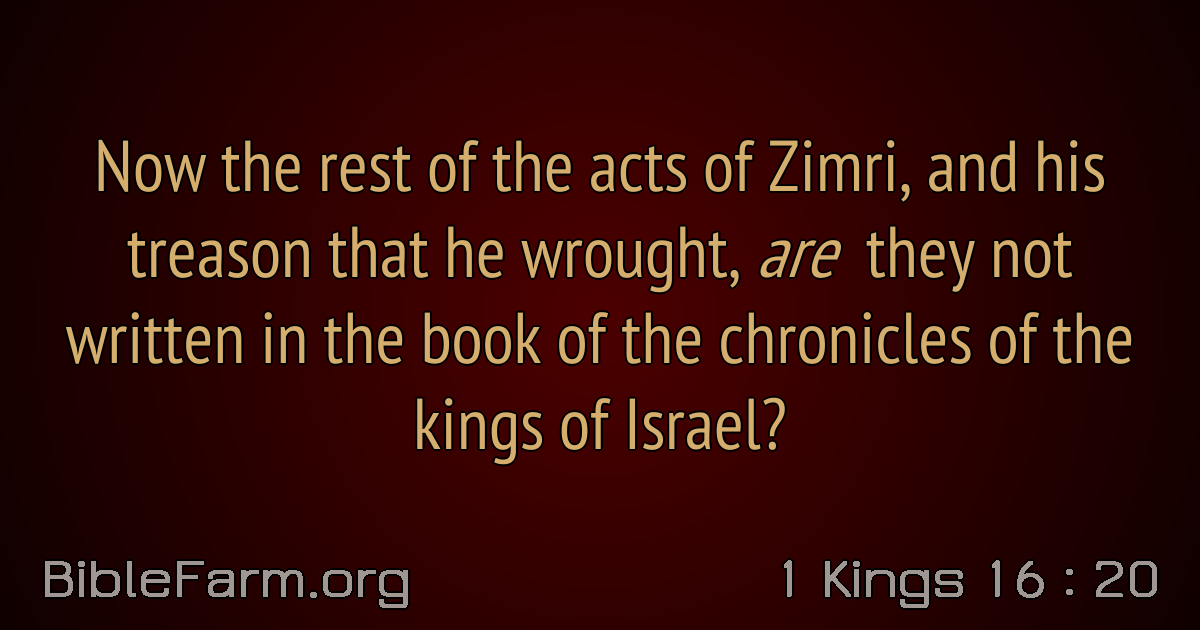 Now the rest of the acts of Zimri, and his
treason that he wrought, are they not
written in the book of the chronicles of the
kings of Israel?
BibleFarm.org
1 Kings 16 : 20